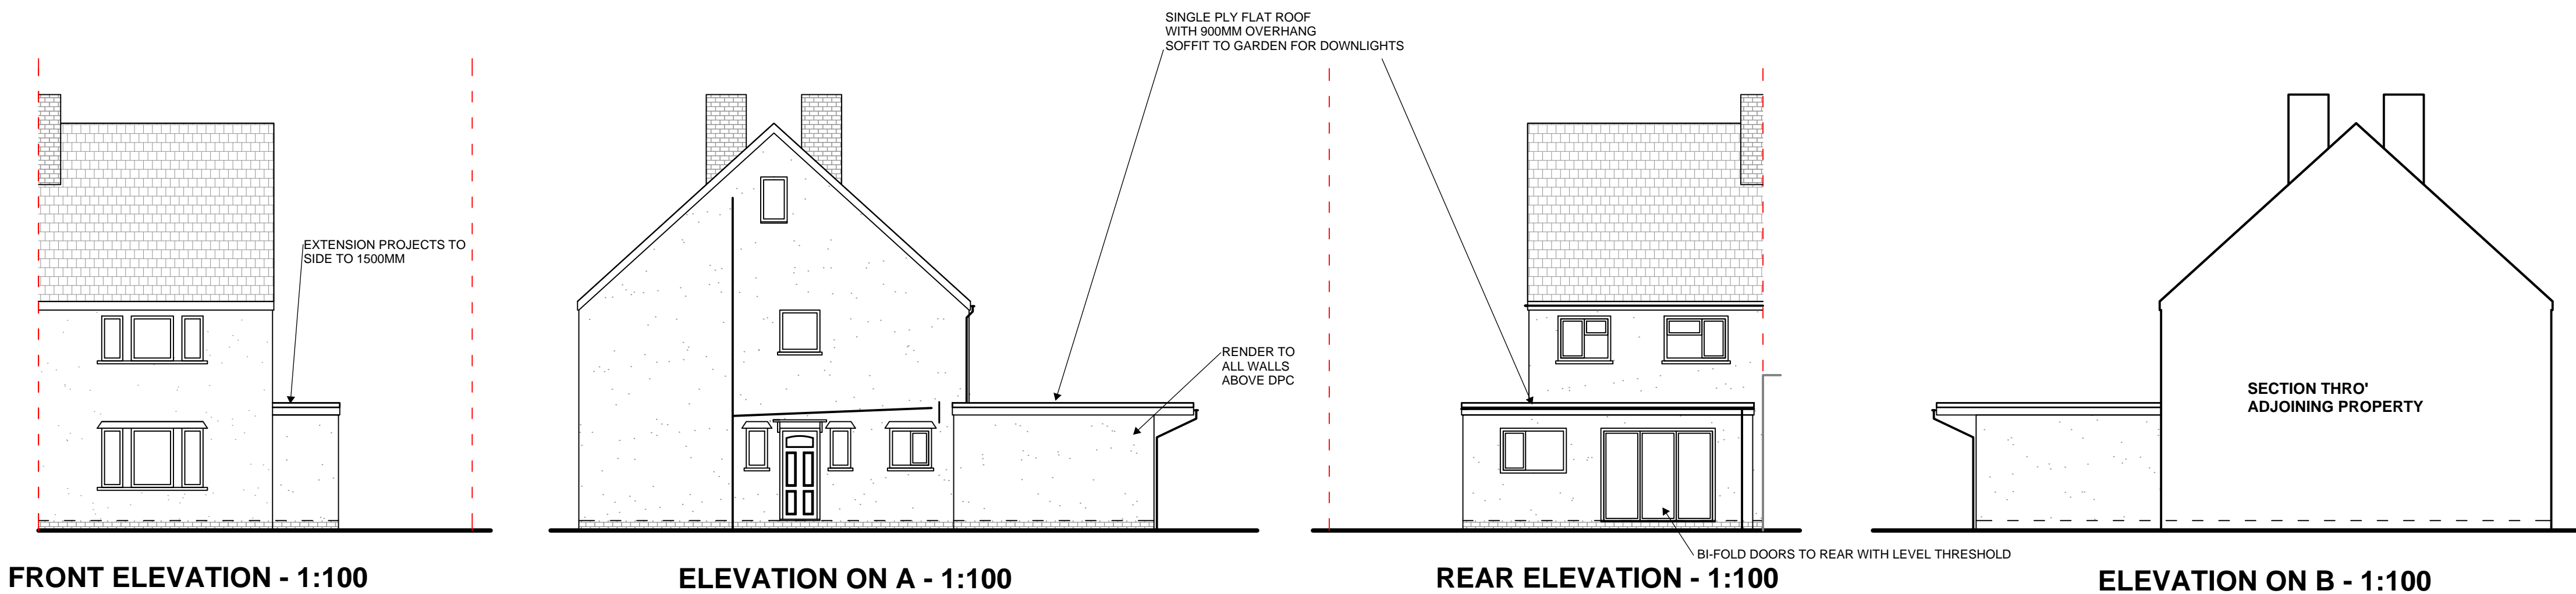 SINGLE PLY FLAT ROOF
WITH 900MM OVERHANG
SOFFIT TO GARDEN FOR DOWNLIGHTS
EXTENSION PROJECTS TO
SIDE TO 1500MM
RENDER TO
ALL WALLS
ABOVE DPC
SECTION THRO'
ADJOINING PROPERTY
BI-FOLD DOORS TO REAR WITH LEVEL THRESHOLD
FRONT ELEVATION - 1:100
ELEVATION ON A - 1:100
REAR ELEVATION - 1:100
ELEVATION ON B - 1:100